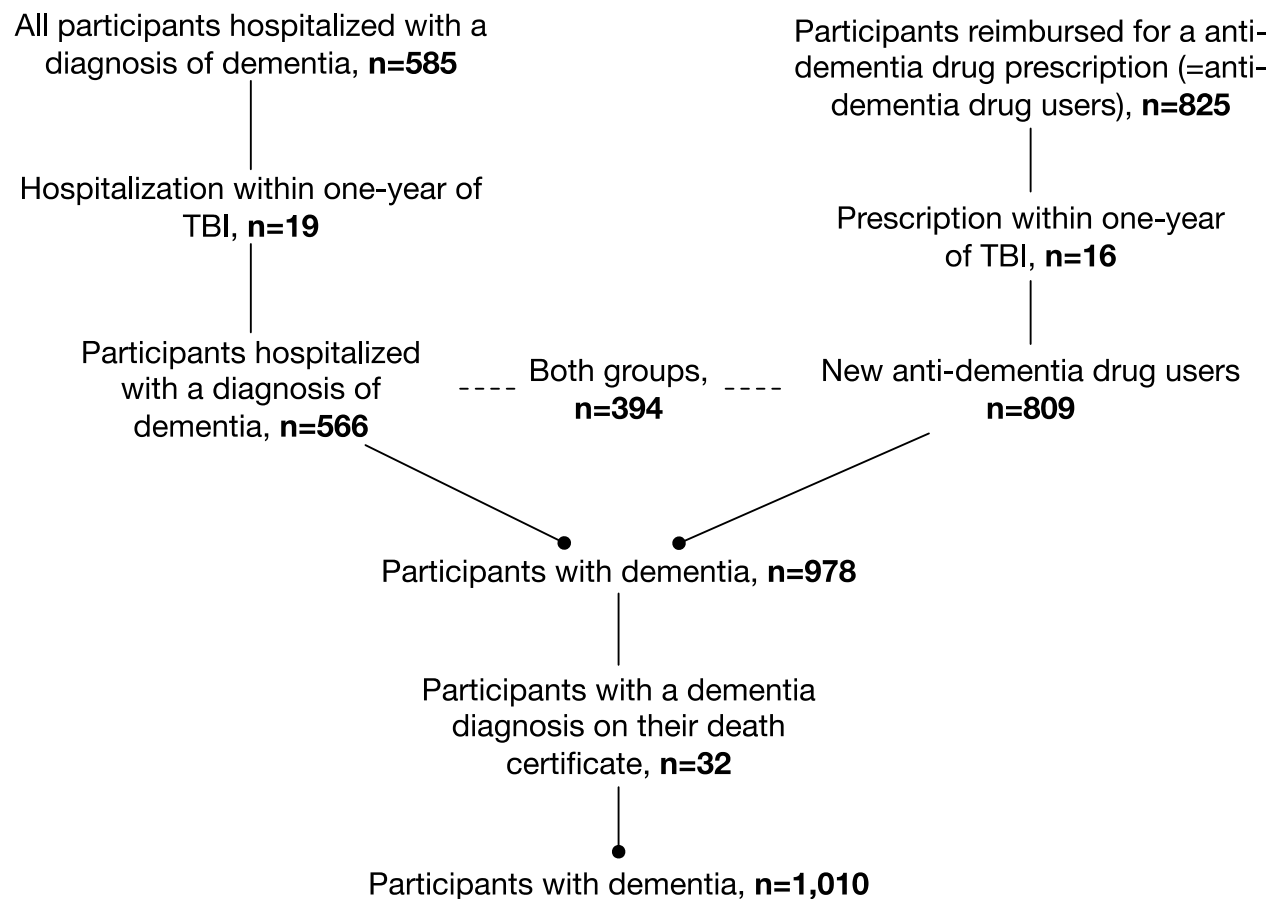 All participants hospitalized with a
diagnosis of dementia, n=585
Participants reimbursed for a anti-
dementia drug prescription (=anti-
dementia drug users), n=825
Hospitalization within one-year of
TBI, n=19
Prescription within one-year
of TBI, n=16
Participants hospitalized
with a diagnosis of
dementia, n=566
Both groups,
n=394
New anti-dementia drug users
n=809
Participants with dementia, n=978
Participants with a dementia
diagnosis on their death
certificate, n=32
Participants with dementia, n=1,010